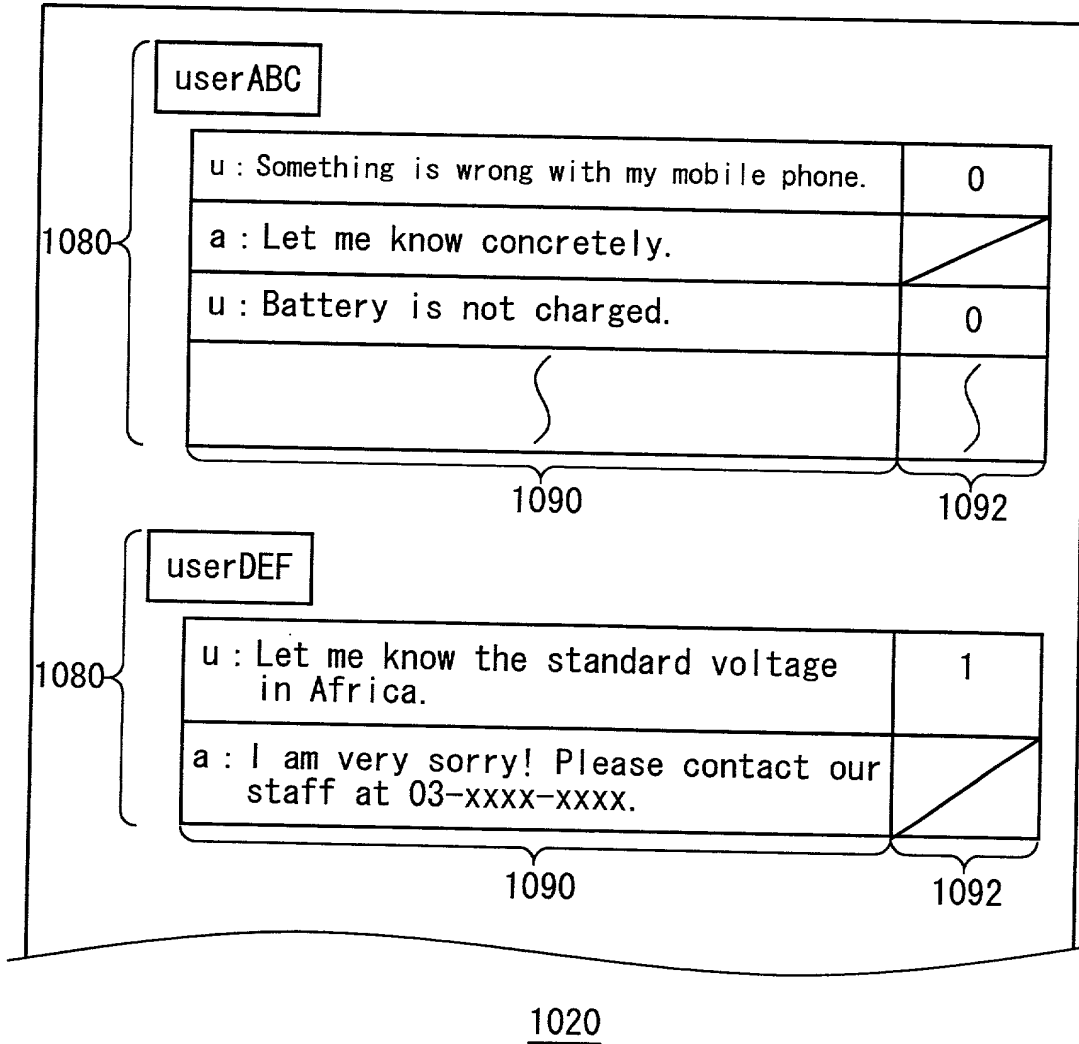 userABC
u : Something is wrong with my mobile phone.
0
1080
a : Let me know concretely.
u : Battery is not charged.
0
1090
1092
userDEF
1080
u : Let me know the standard voltage
in Africa.
1
a : I am very sorry! Please contact our
staff at 03-xxxx-xxxx.
1090
1092
1020